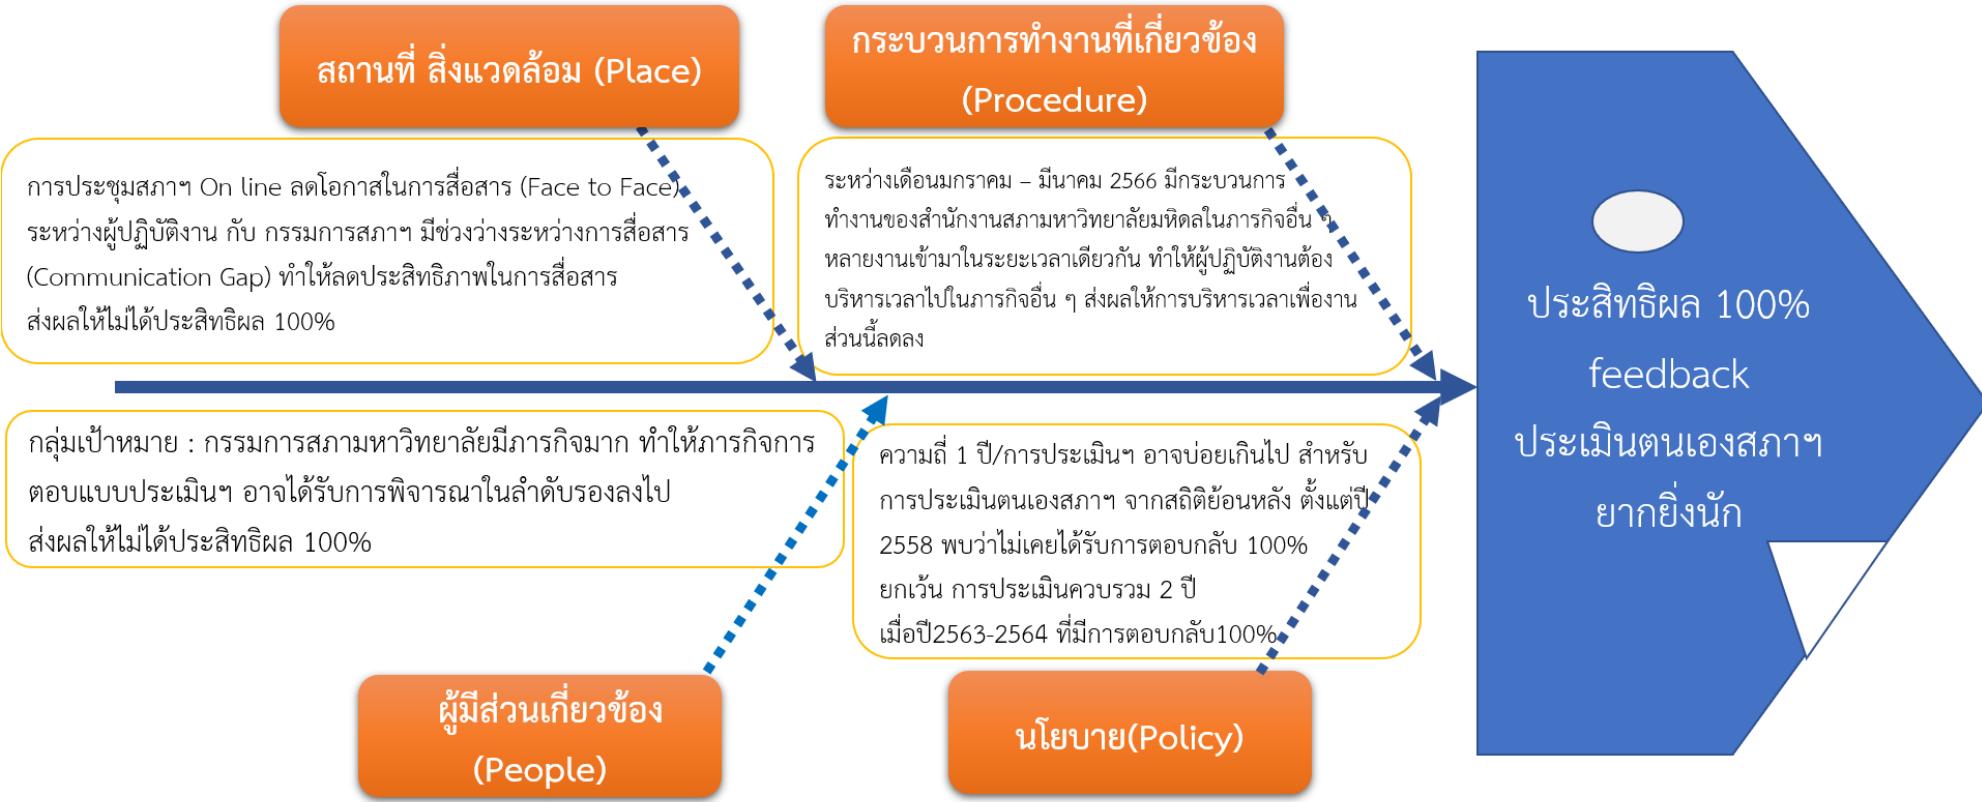 สถานที่ สิ่งแวดล้อม (Place)
กระบวนการทำงานที่เกี่ยวข้อง
(Procedure)
การประชุมสภาฯ On line ลดโอกาสในการสื่อสาร (Face to Face)
ระหว่างผู้ปฏิบัติงาน กับ กรรมการสภาฯ มีช่วงว่างระหว่างการสื่อสาร
(Communication Gap) ทำให้ลดประสิทธิภาพในการสื่อสาร
ส่งผลให้ไม่ได้ประสิทธิผล 100%
ระหว่างเดือนมกราคม – มีนาคม 2566 มีกระบวนการ
ทำงานของสำนักงานสภามหาวิทยาลัยมหิดลในภารกิจอื่น ๆ
หลายงานเข้ามาในระยะเวลาเดียวกัน ทำให้ผู้ปฏิบัติงานต้อง
บริหารเวลาไปในภารกิจอื่น ๆ ส่งผลให้การบริหารเวลาเพื่องาน
ส่วนนี้ลดลง
กลุ่มเป้าหมาย : กรรมการสภามหาวิทยาลัยมีภารกิจมาก ทำให้ภารกิจการ
ตอบแบบประเมินฯ อาจได้รับการพิจารณาในลำดับรองลงไป
ส่งผลให้ไม่ได้ประสิทธิผล 100%
ความถี่ 1 ปี/การประเมินฯ อาจบ่อยเกินไป สำหรับ
การประเมินตนเองสภาฯ จากสถิติย้อนหลัง ตั้งแต่ปี
2558 พบว่าไม่เคยได้รับการตอบกลับ 100%
ยกเว้น การประเมินควบรวม 2 ปี
เมื่อปี2563-2564 ที่มีการตอบกลับ100%
ผู้มีส่วนเกี่ยวข้อง
(People)
นโยบาย(Policy)
ประสิทธิผล 100%
feedback
ประเมินตนเองสภาฯ
ยากยิ่งนัก